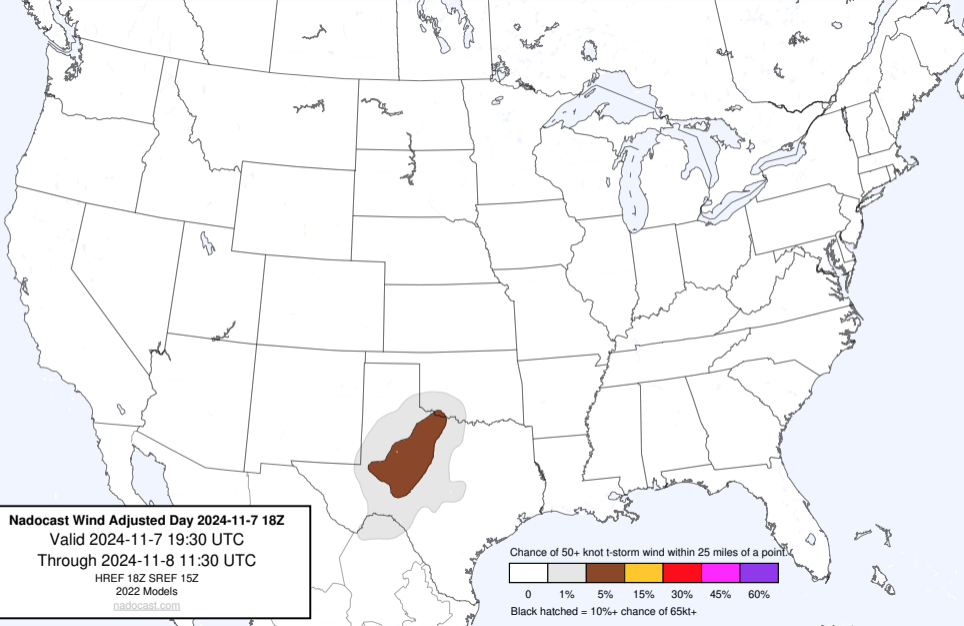 Nadocast Wind Adjusted Day 2024-11-7 18Z
Valid 2024-11-7 19:30 UTC
Through 2024-11-8 11:30 UTC
HREF 18Z SREF 15Z
2022 Models
nadocast.com
Chance of 50+ knot t-storm wind within 25 miles of a point.
0 1% 5% 15% 30% 45% 60%
Black hatched = 10%+ chance of 65kt+